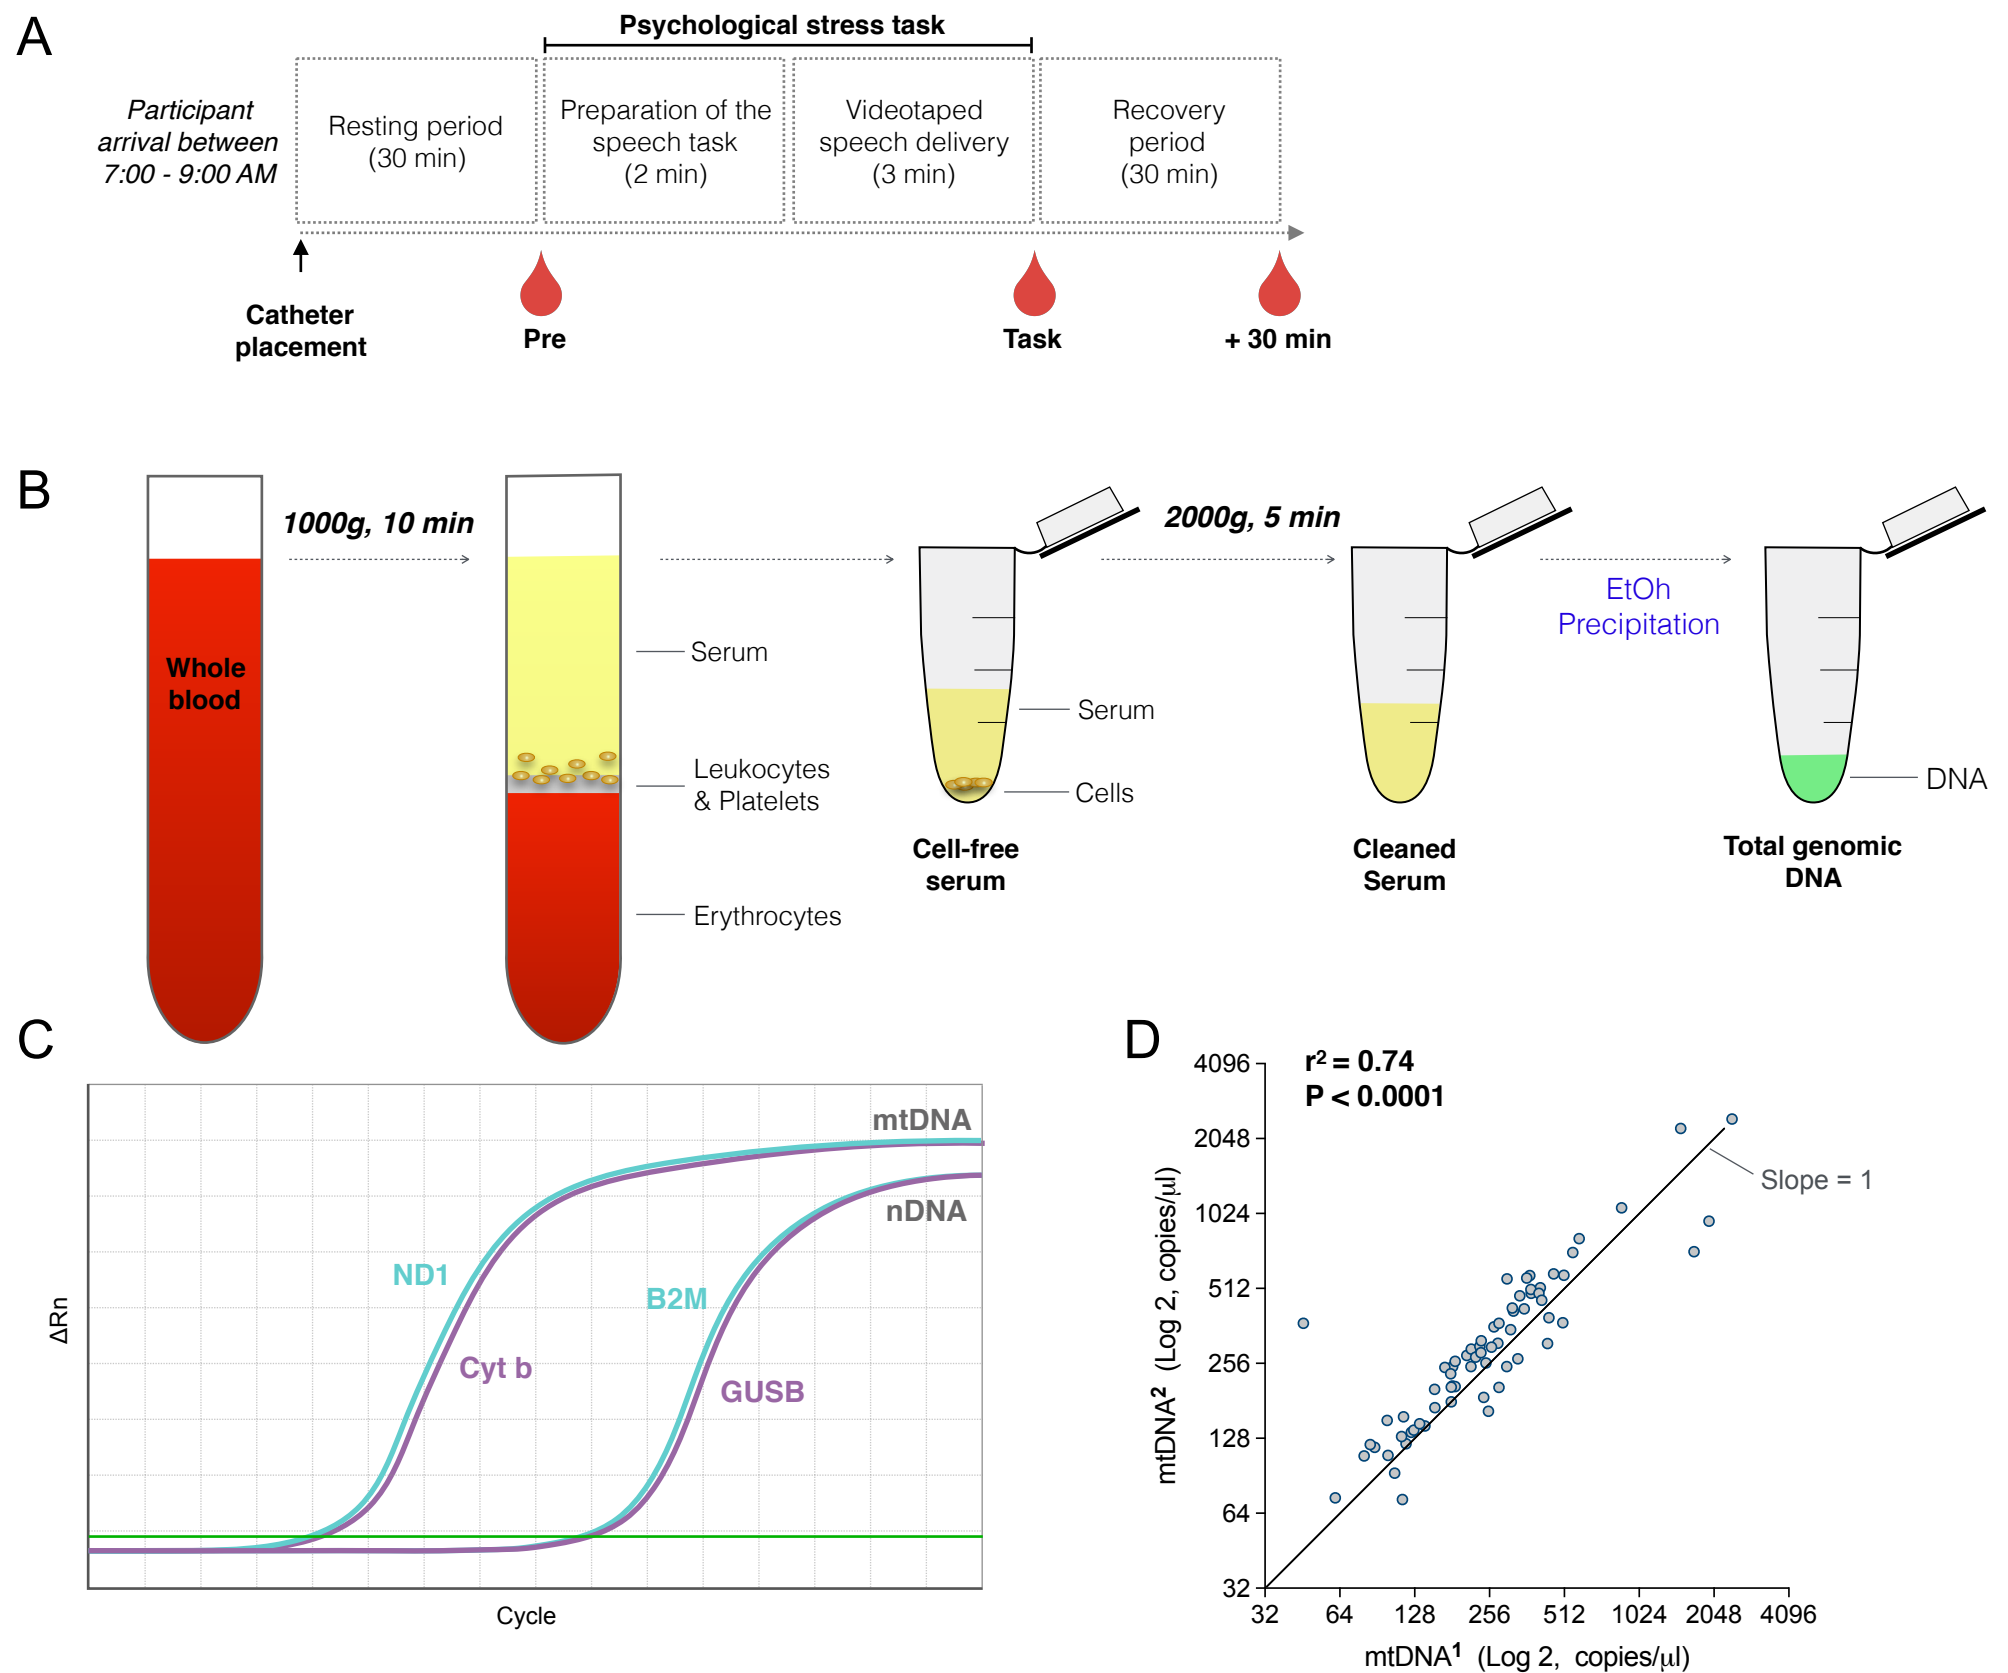 A
Psychological stress task
Participant
arrival between
7:00 - 9:00 AM
Resting period
(30 min)
Preparation of the
speech task
(2 min)
Videotaped
speech delivery
(3 min)
Recovery
period
(30 min)
Catheter
placement
Pre
Task
+ 30 min
B
Whole
blood
1000g, 10 min
Serum
Leukocytes
& Platelets
Erythrocytes
Serum
Cells
Cell-free
serum
2000g, 5 min
Cleaned
Serum
EtOh
Precipitation
DNA
Total genomic
DNA
C
mtDNA
nDNA
ND1
Cyt b
B2M
GUSB
ΔRn
Cycle
D
r² = 0.74
P < 0.0001
Slope = 1
4096
2048
1024
512
256
128
64
32
32 64 128 256 512 1024 2048 4096
mtDNA² (Log 2, copies/μl)
mtDNA¹ (Log 2, copies/μl)